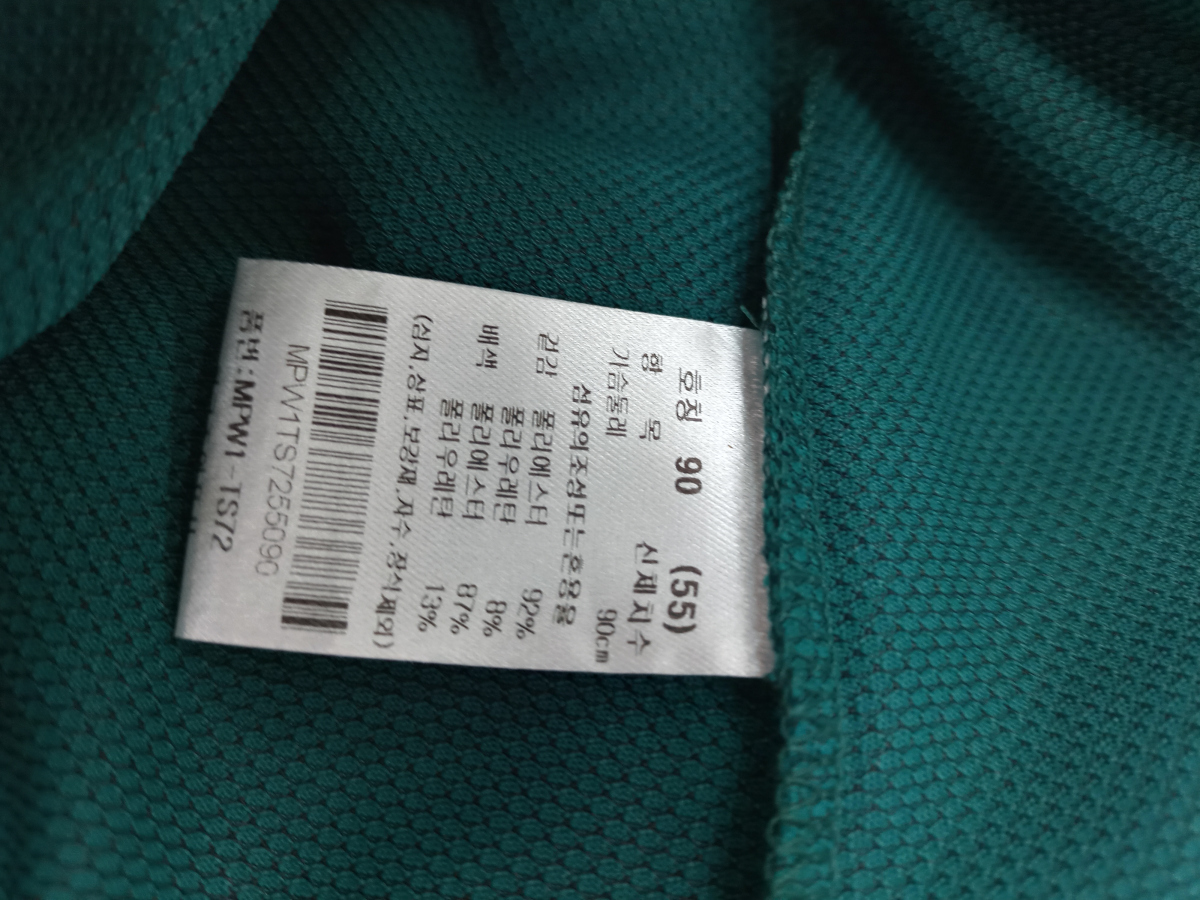 호칭 90 (55)
항 목 신체치수
가슴둘레 90cm
섬유의조성또는혼용율
겉감 폴리에스터 92%
폴리우레탄 8%
배색 폴리에스터 87%
폴리우레탄 13%
(심지,상표,보강재,자수,장식제외)
MPW1TS7255090
품번:MPW1-TS72